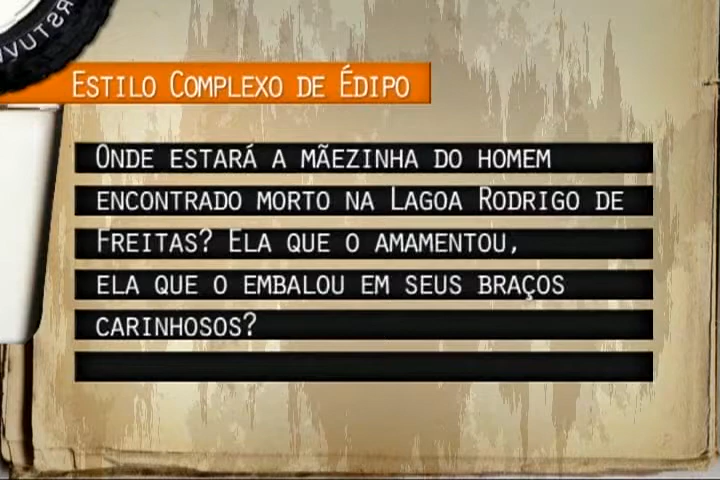 RSTUVV
ESTILO COMPLEXO DE ÉDIPO
ONDE ESTARÁ A MÃEZINHA DO HOMEM
ENCONTRADO MORTO NA LAGOA RODRIGO DE
FREITAS? ELA QUE O AMAMENTOU,
ELA QUE O EMBALOU EM SEUS BRAÇOS
CARINHOSOS?